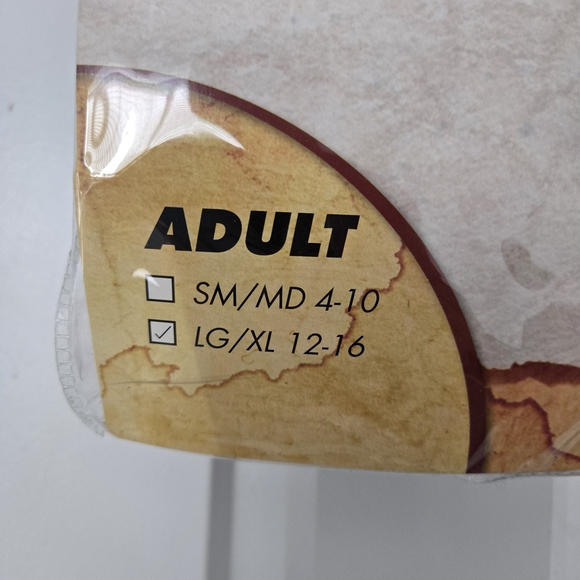 ADULT
☐ SM/MD 4-10
☑ LG/XL 12-16